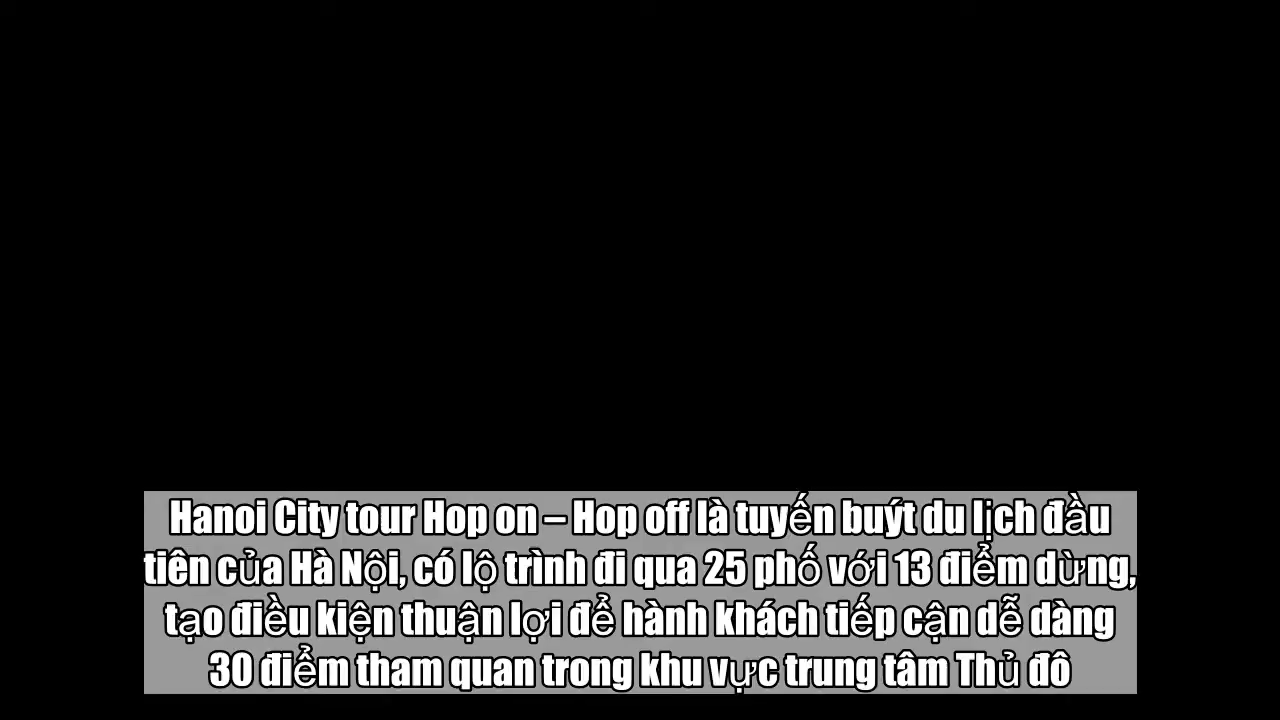 Hanoi City tour Hop on – Hop off là tuyến buýt du lịch đầu
tiên của Hà Nội, có lộ trình đi qua 25 phố với 13 điểm dừng,
tạo điều kiện thuận lợi để hành khách tiếp cận dễ dàng
30 điểm tham quan trong khu vực trung tâm Thủ đô